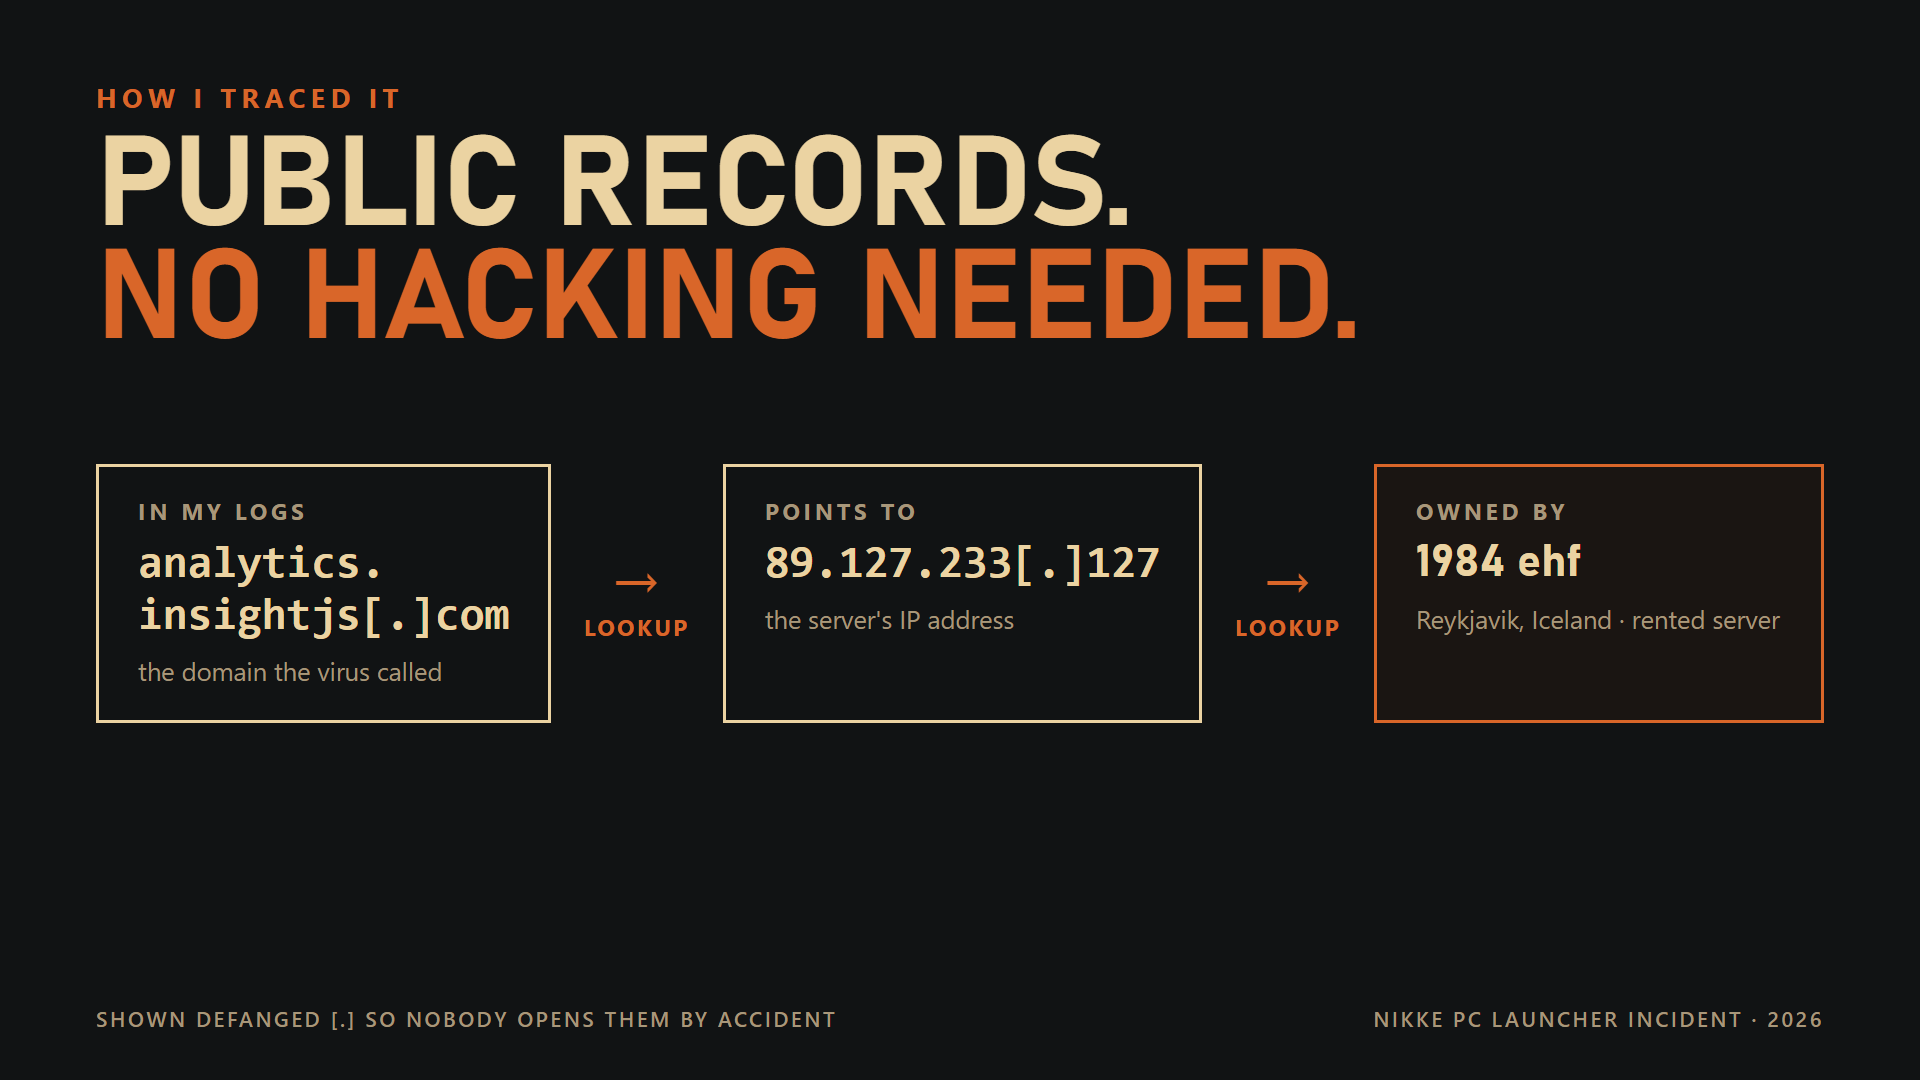 HOW I TRACED IT
PUBLIC RECORDS.
NO HACKING NEEDED.
IN MY LOGS
analytics.
insightjs[.]com
the domain the virus called
→
LOOKUP
POINTS TO
89.127.233[.]127
the server's IP address
→
LOOKUP
OWNED BY
1984 ehf
Reykjavik, Iceland · rented server
SHOWN DEFANGED [.] SO NOBODY OPENS THEM BY ACCIDENT
NIKKE PC LAUNCHER INCIDENT · 2026